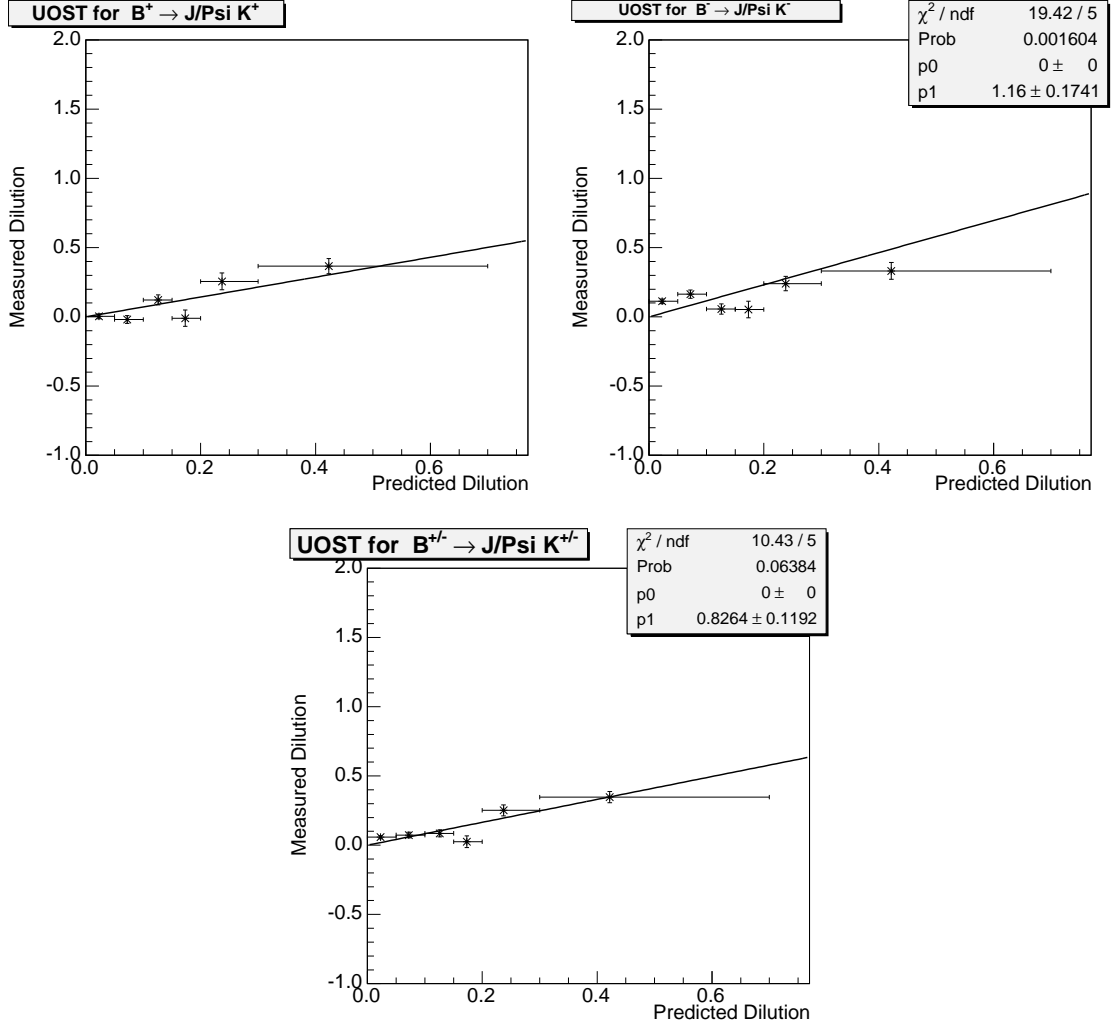 UOST for B⁺ → J/Psi K⁺
2.0
1.5
1.0
0.5
0.0
-0.5
-1.0
Measured Dilution
0.0 0.2 0.4 0.6
Predicted Dilution
UOST for B⁻ → J/Psi K⁻
χ² / ndf 19.42 / 5
Prob 0.001604
p0 0 ± 0
p1 1.16 ± 0.1741
2.0
1.5
1.0
0.5
0.0
-0.5
-1.0
Measured Dilution
0.0 0.2 0.4 0.6
Predicted Dilution
UOST for B⁺/⁻ → J/Psi K⁺/⁻
χ² / ndf 10.43 / 5
Prob 0.06384
p0 0 ± 0
p1 0.8264 ± 0.1192
2.0
1.5
1.0
0.5
0.0
-0.5
-1.0
Measured Dilution
0.0 0.2 0.4 0.6
Predicted Dilution